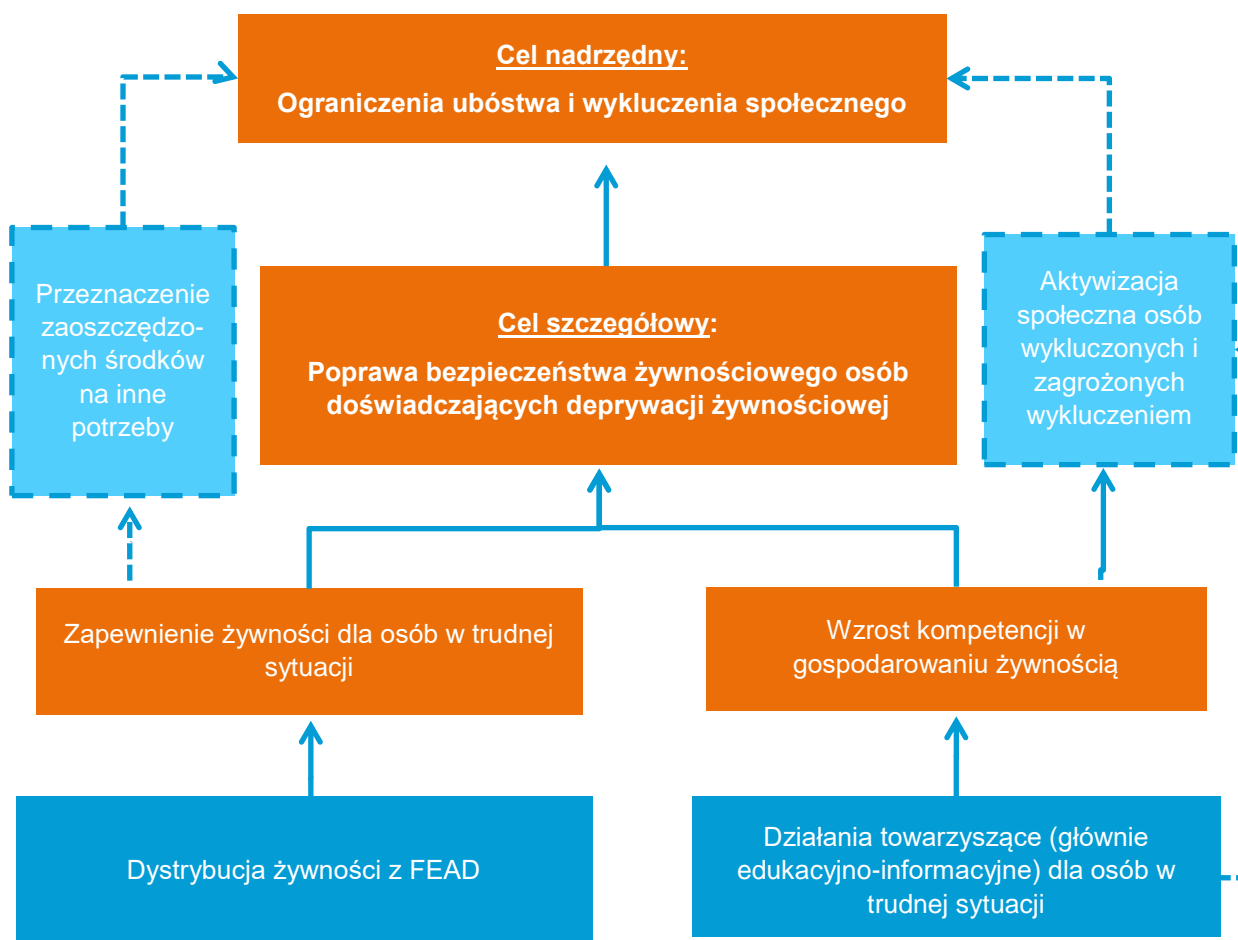 Cel nadrzędny:
Ograniczenia ubóstwa i wykluczenia społecznego
Przeznaczenie
zaoszczędzo-
nych środków
na inne
potrzeby
Cel szczegółowy:
Poprawa bezpieczeństwa żywnościowego osób
doświadczających deprywacji żywnościowej
Aktywizacja
społeczna osób
wykluczonych i
zagrożonych
wykluczeniem
Zapewnienie żywności dla osób w trudnej
sytuacji
Wzrost kompetencji w
gospodarowaniu żywnością
Dystrybucja żywności z FEAD
Działania towarzyszące (głównie
edukacyjno-informacyjne) dla osób w
trudnej sytuacji